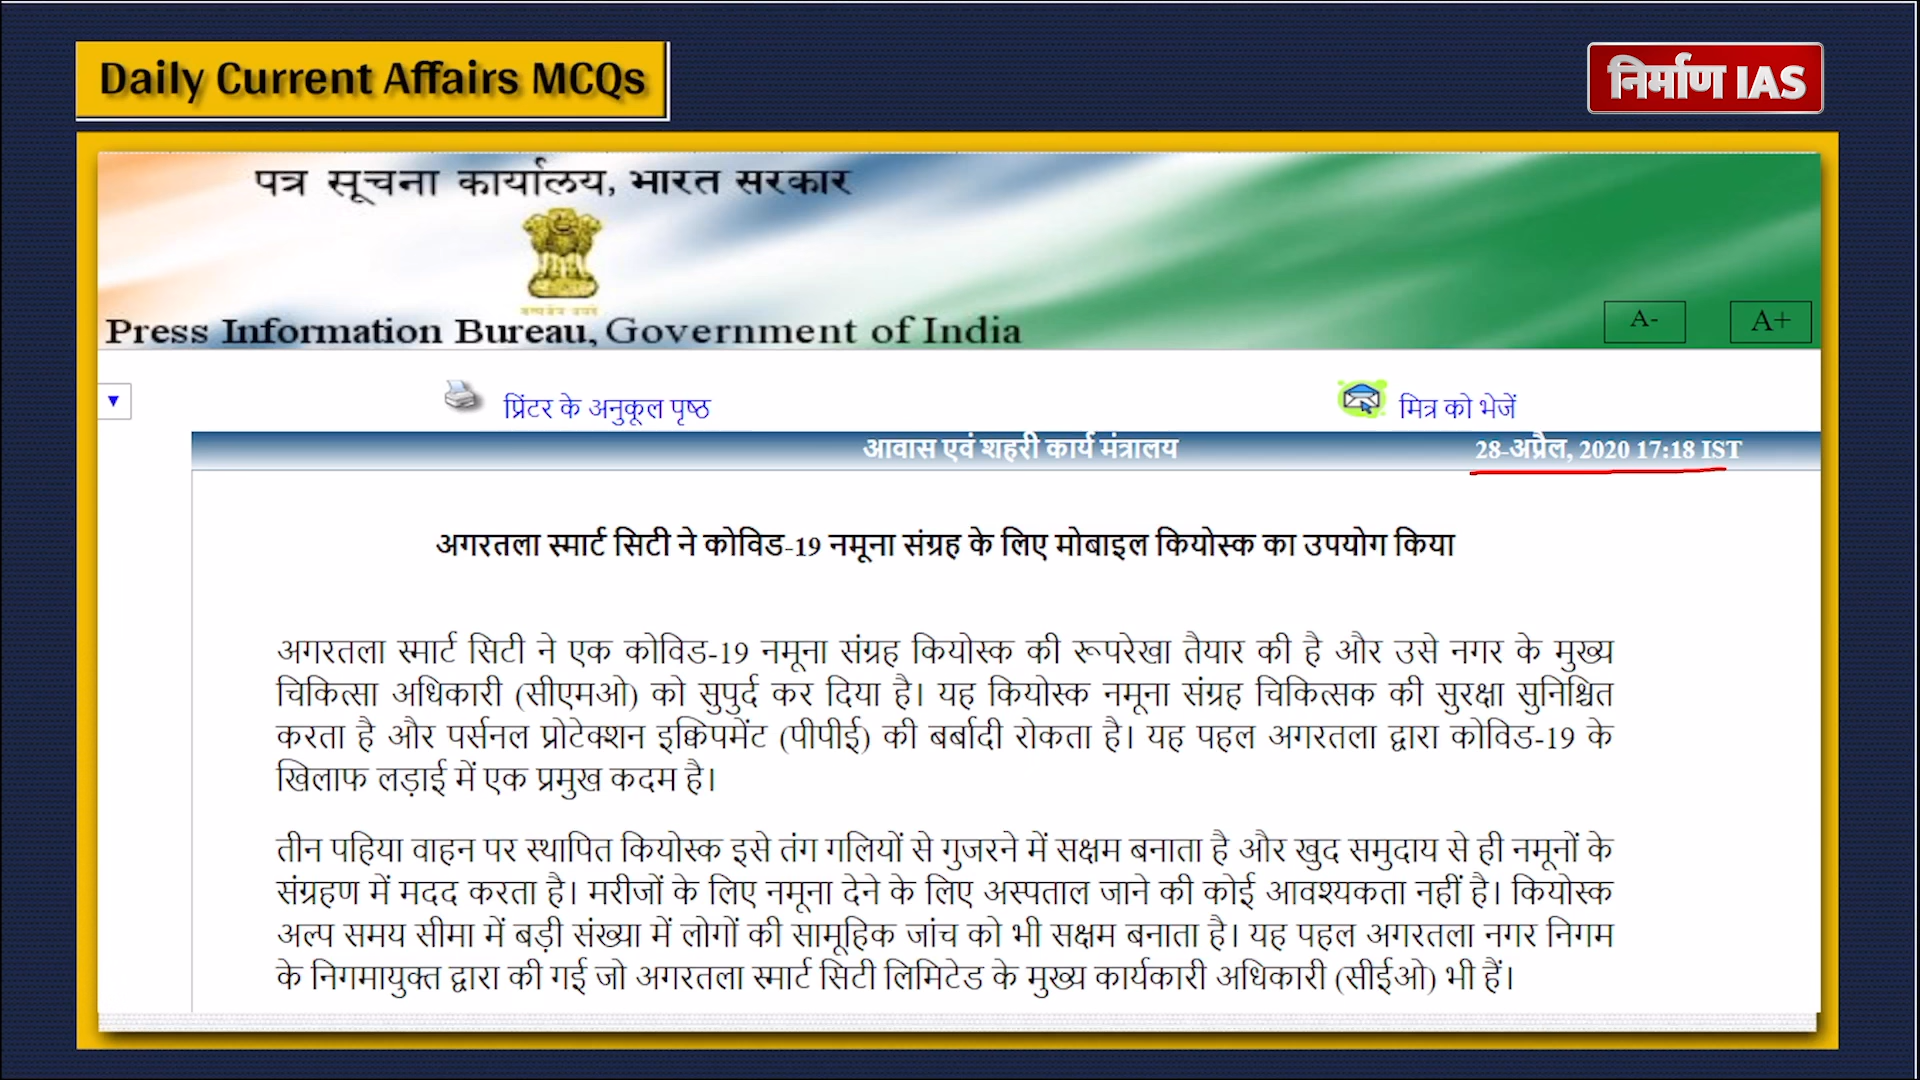 Daily Current Affairs MCQs
निर्माण IAS
पत्र सूचना कार्यालय, भारत सरकार
Press Information Bureau, Government of India
A- A+
प्रिंटर के अनुकूल पृष्ठ मित्र को भेजें
आवास एवं शहरी कार्य मंत्रालय 28-अप्रैल, 2020 17:18 IST
अगरतला स्मार्ट सिटी ने कोविड-19 नमूना संग्रह के लिए मोबाइल कियोस्क का उपयोग किया
अगरतला स्मार्ट सिटी ने एक कोविड-19 नमूना संग्रह कियोस्क की रूपरेखा तैयार की है और उसे नगर के मुख्य
चिकित्सा अधिकारी (सीएमओ) को सुपुर्द कर दिया है। यह कियोस्क नमूना संग्रह चिकित्सक की सुरक्षा सुनिश्चित
करता है और पर्सनल प्रोटेक्शन इक्विपमेंट (पीपीई) की बर्बादी रोकता है। यह पहल अगरतला द्वारा कोविड-19 के
खिलाफ लड़ाई में एक प्रमुख कदम है।
तीन पहिया वाहन पर स्थापित कियोस्क इसे तंग गलियों से गुजरने में सक्षम बनाता है और खुद समुदाय से ही नमूनों के
संग्रहण में मदद करता है। मरीजों के लिए नमूना देने के लिए अस्पताल जाने की कोई आवश्यकता नहीं है। कियोस्क
अल्प समय सीमा में बड़ी संख्या में लोगों की सामूहिक जांच को भी सक्षम बनाता है। यह पहल अगरतला नगर निगम
के निगमायुक्त द्वारा की गई जो अगरतला स्मार्ट सिटी लिमिटेड के मुख्य कार्यकारी अधिकारी (सीईओ) भी हैं।